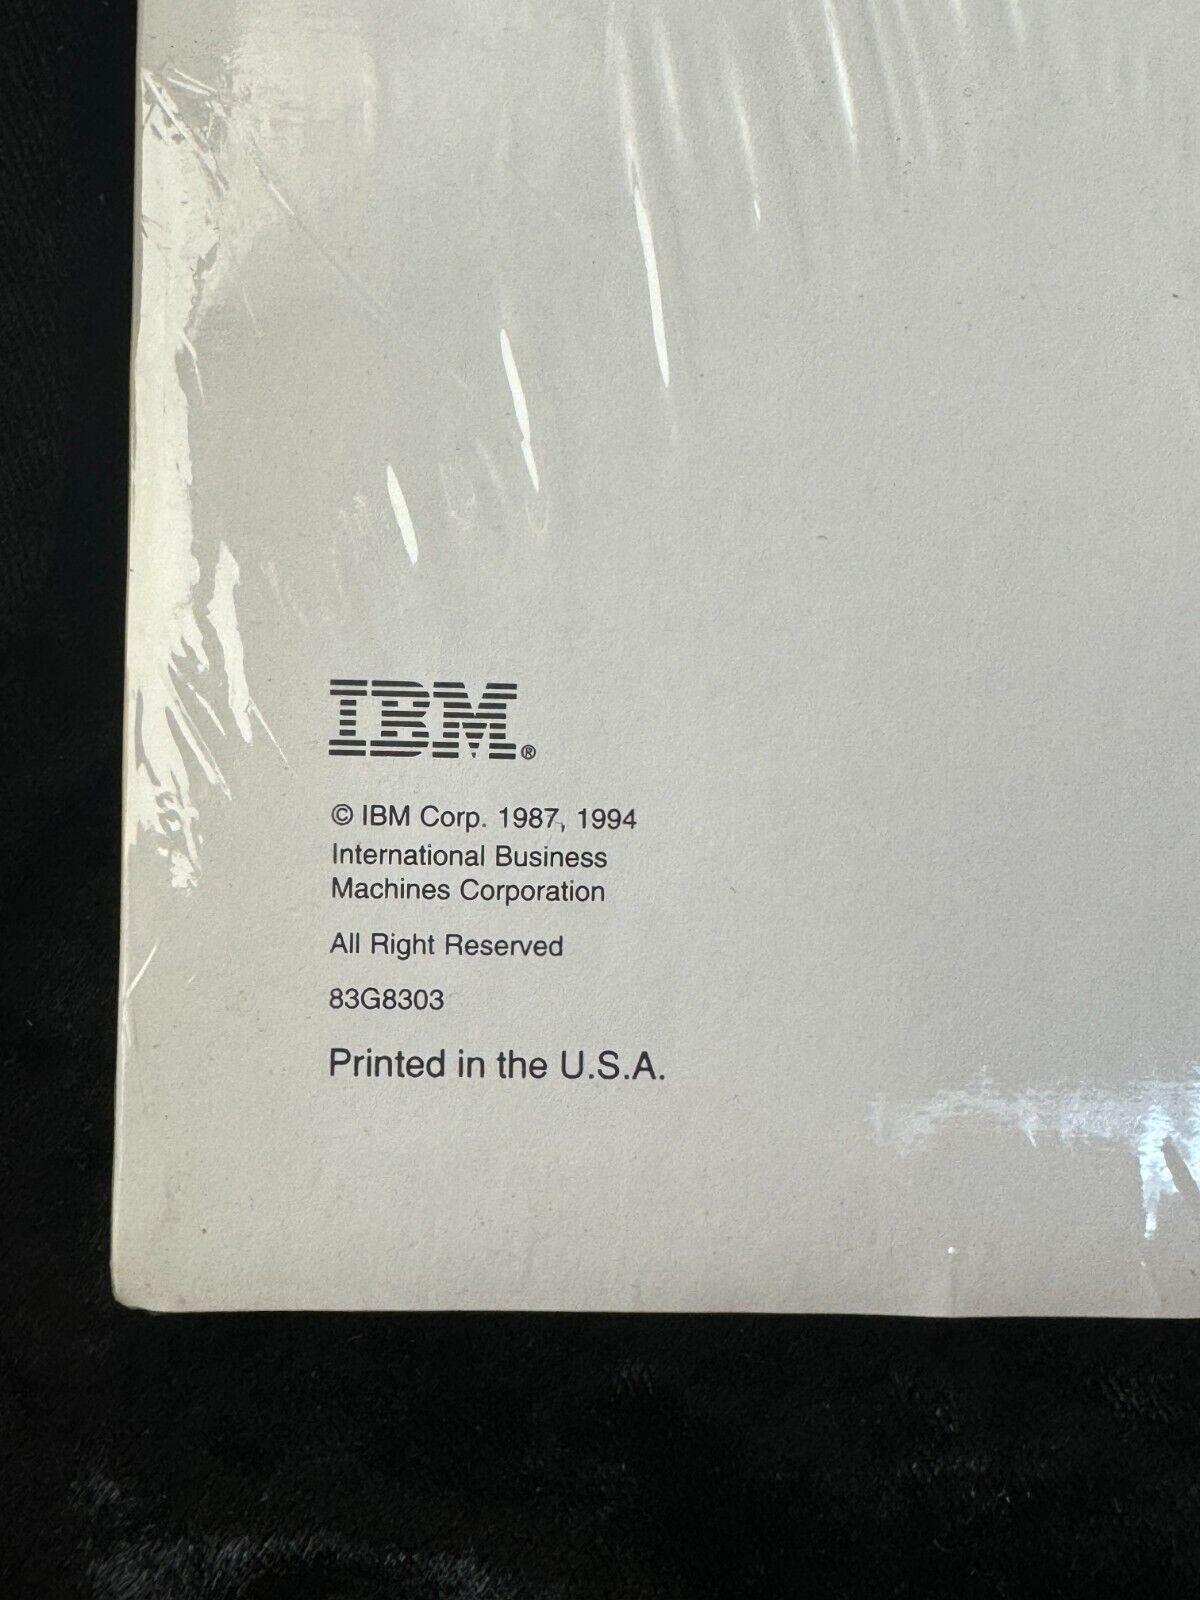 IBM®
© IBM Corp. 1987, 1994
International Business
Machines Corporation
All Right Reserved
83G8303
Printed in the U.S.A.